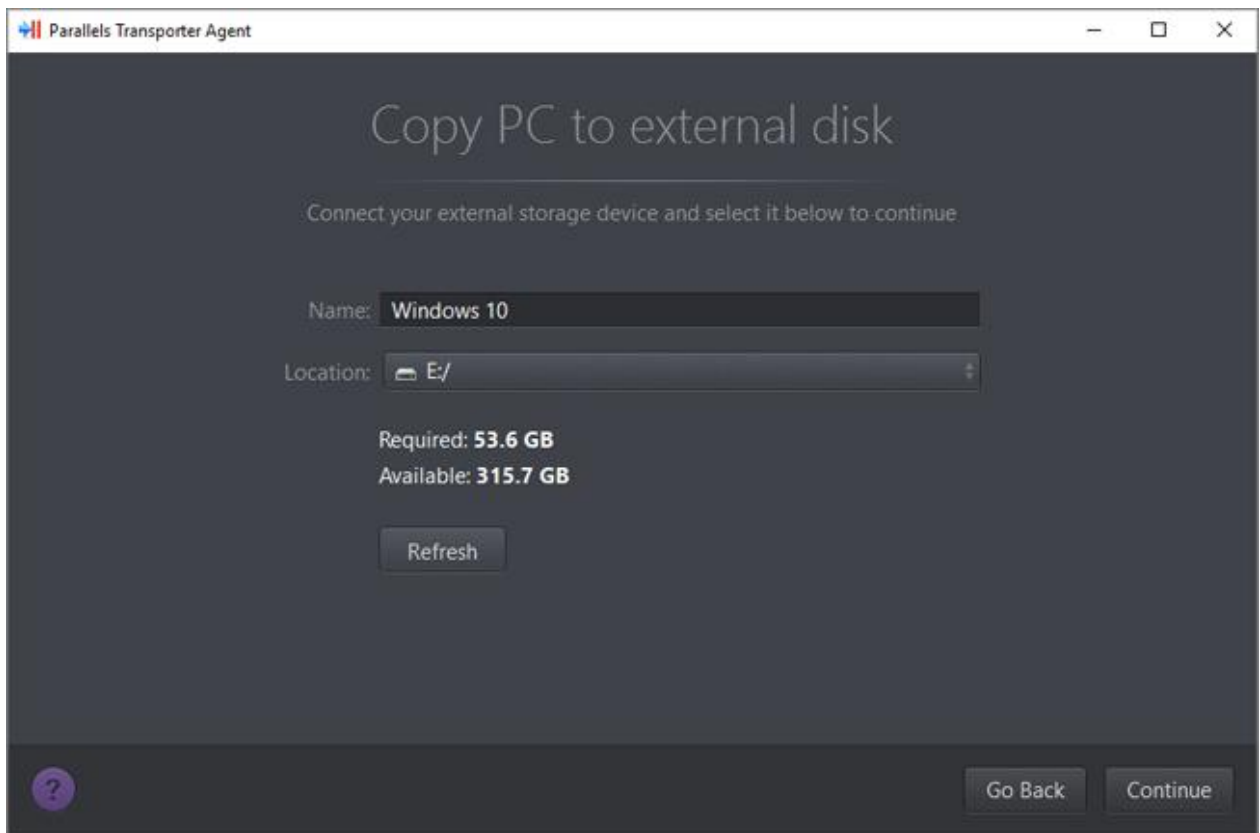 Parallels Transporter Agent
Copy PC to external disk
Connect your external storage device and select it below to continue
Name: Windows 10
Location: E:/
Required: 53.6 GB
Available: 315.7 GB
Refresh
? Go Back Continue